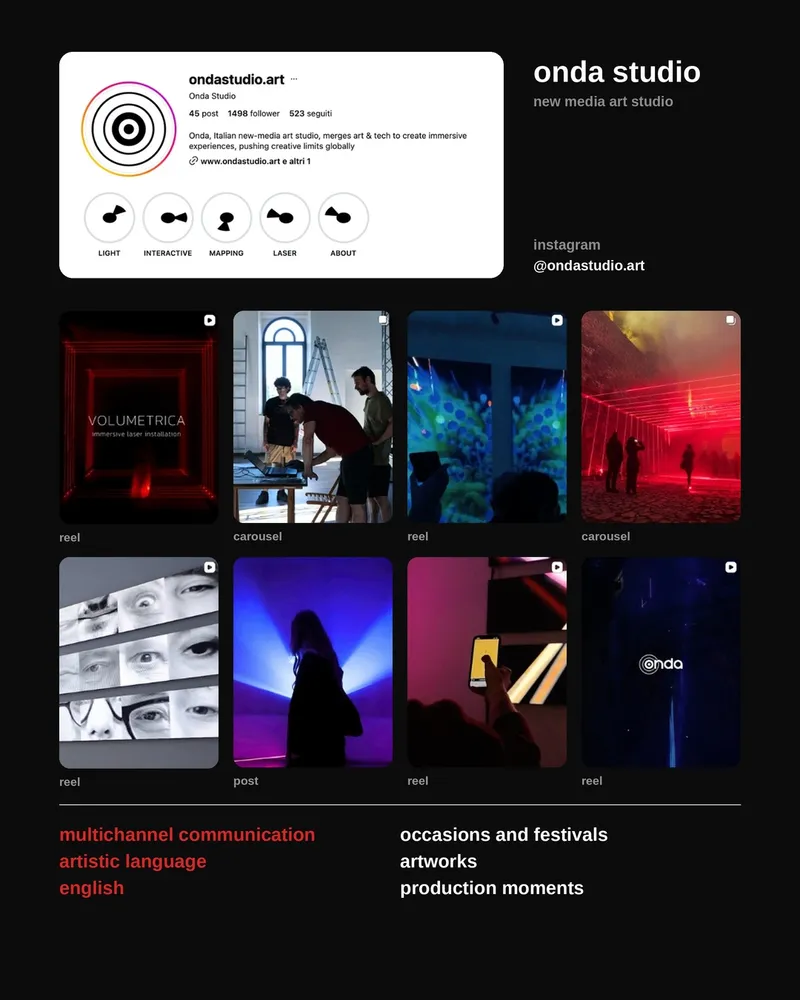 ondastudio.art ...
Onda Studio
45 post 1498 follower 523 seguiti
Onda, Italian new-media art studio, merges art & tech to create immersive
experiences, pushing creative limits globally
www.ondastudio.art e altri 1
LIGHT INTERACTIVE MAPPING LASER ABOUT
onda studio
new media art studio
instagram
@ondastudio.art
VOLUMETRICA
immersive laser installation
reel
carousel
reel
carousel
onda
reel
post
reel
reel
multichannel communication
artistic language
english
occasions and festivals
artworks
production moments